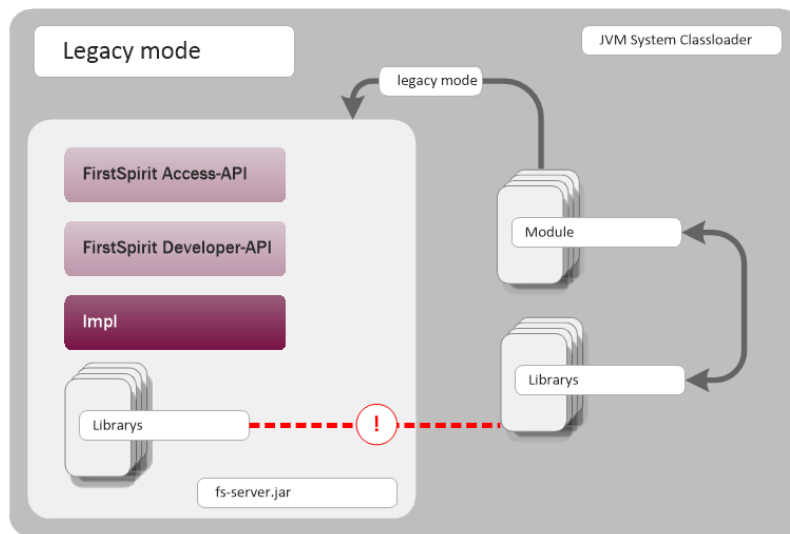 Legacy mode
JVM System Classloader
legacy mode
FirstSpirit Access-API
FirstSpirit Developer-API
Impl
Librarys
fs-server.jar
Module
Librarys
!